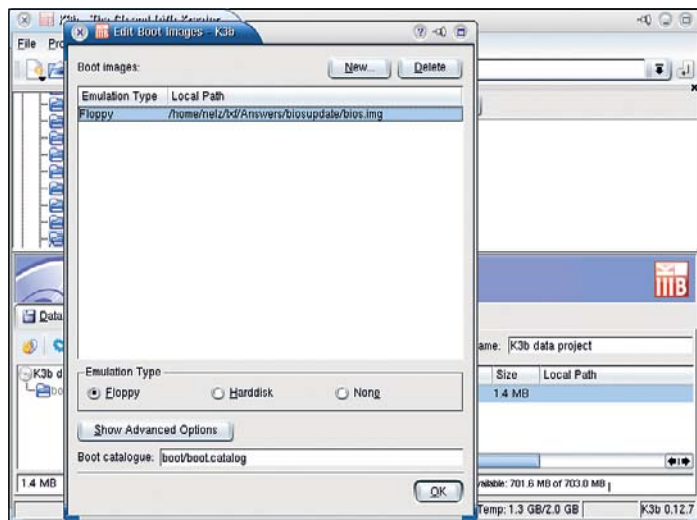 Edit Boot Images - K3b
File
Boot images:
New...
Delete
Emulation Type Local Path
Floppy /home/nelz/lxf/Answers/biosupdate/bios.img
Data
ame: K3b data project
K3b d
bo
Size Local Path
1.4 MB
Emulation Type
Floppy
Harddisk
None
Show Advanced Options
Boot catalogue: boot/boot.catalog
OK
1.4 MB
vailable: 701.6 MB of 703.0 MB
Temp: 1.3 GB/2.0 GB
K3b 0.12.7